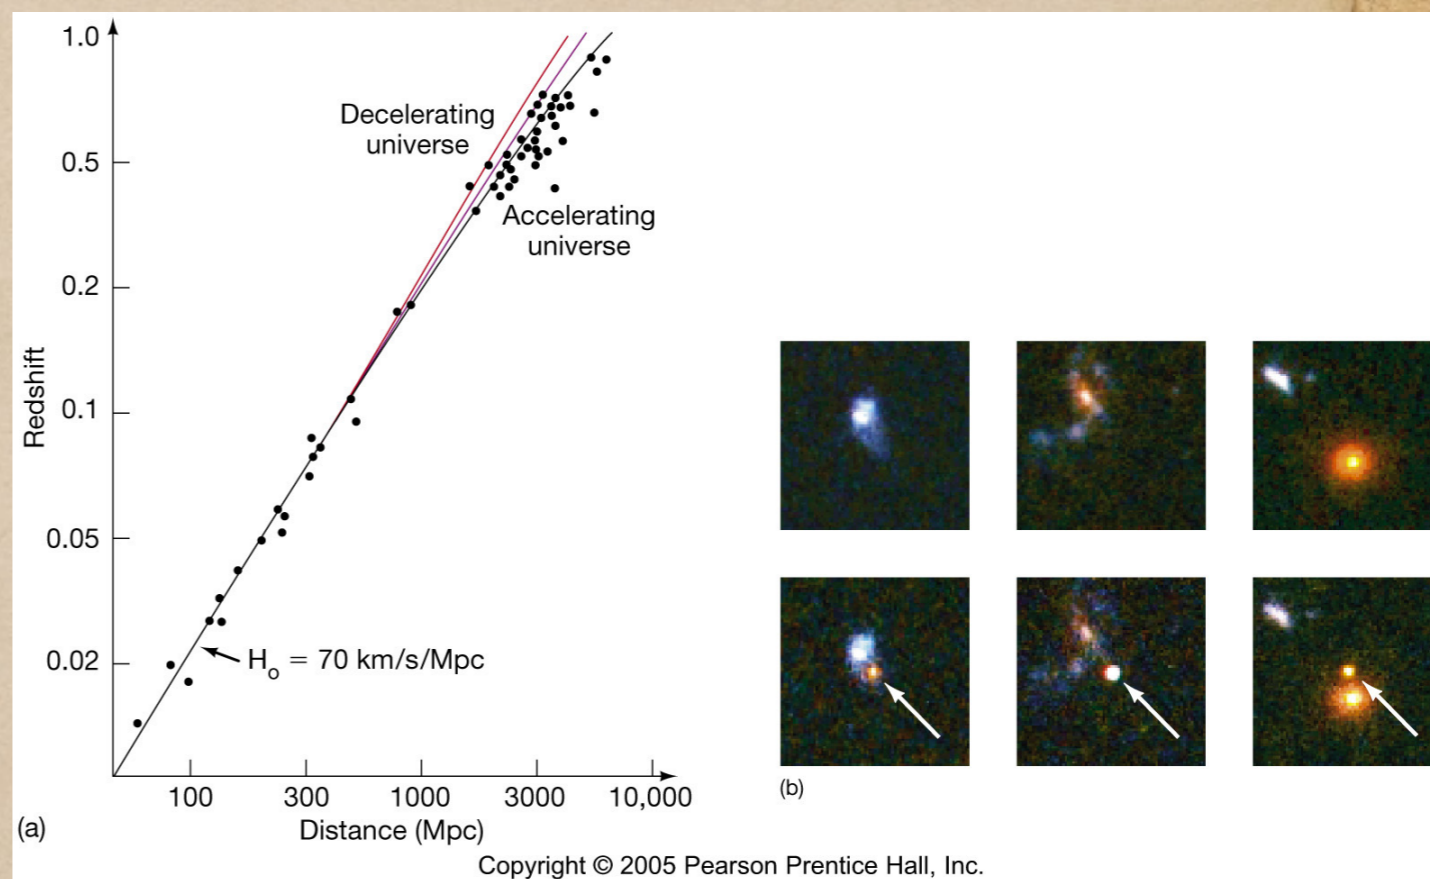 (a)
Redshift
1.0
0.5
0.2
0.1
0.05
0.02
Decelerating
universe
Accelerating
universe
H₀ = 70 km/s/Mpc
100 300 1000 3000 10,000
Distance (Mpc)
(b)
Copyright © 2005 Pearson Prentice Hall, Inc.